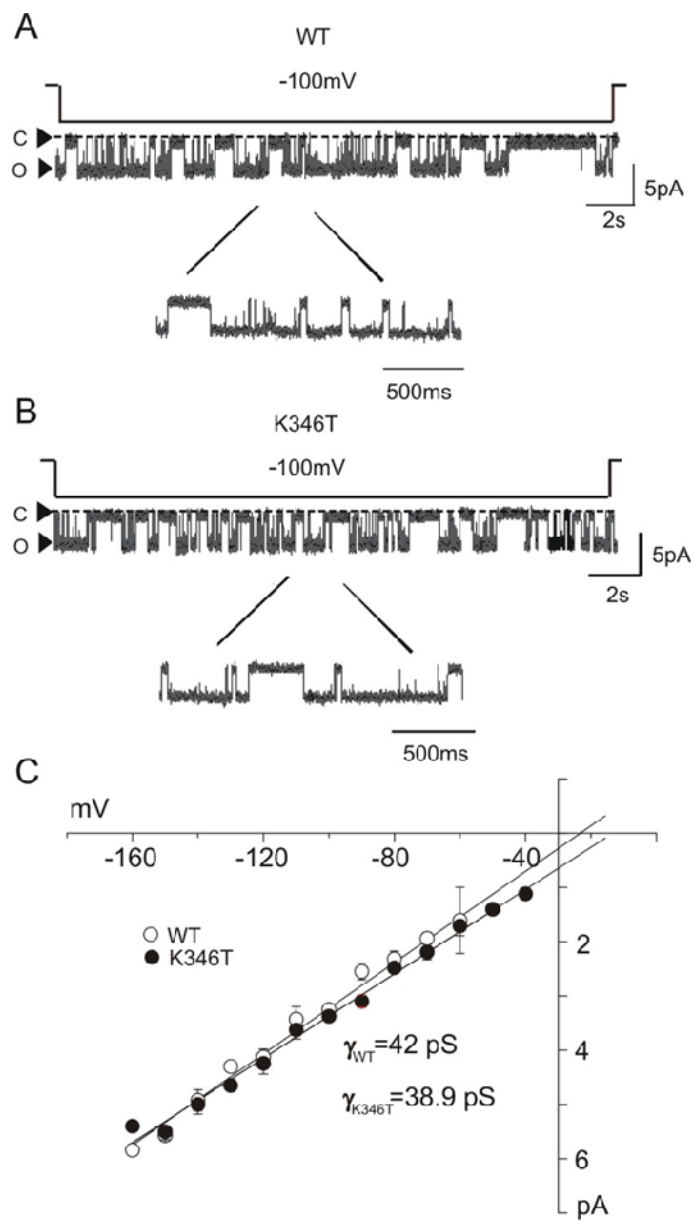 A
WT
-100mV
C
O
5pA
2s
500ms
B
K346T
-100mV
C
O
5pA
2s
500ms
C
mV
-160
-120
-80
-40
WT
K346T
2
γWT=42 pS
4
γK346T=38.9 pS
6
pA